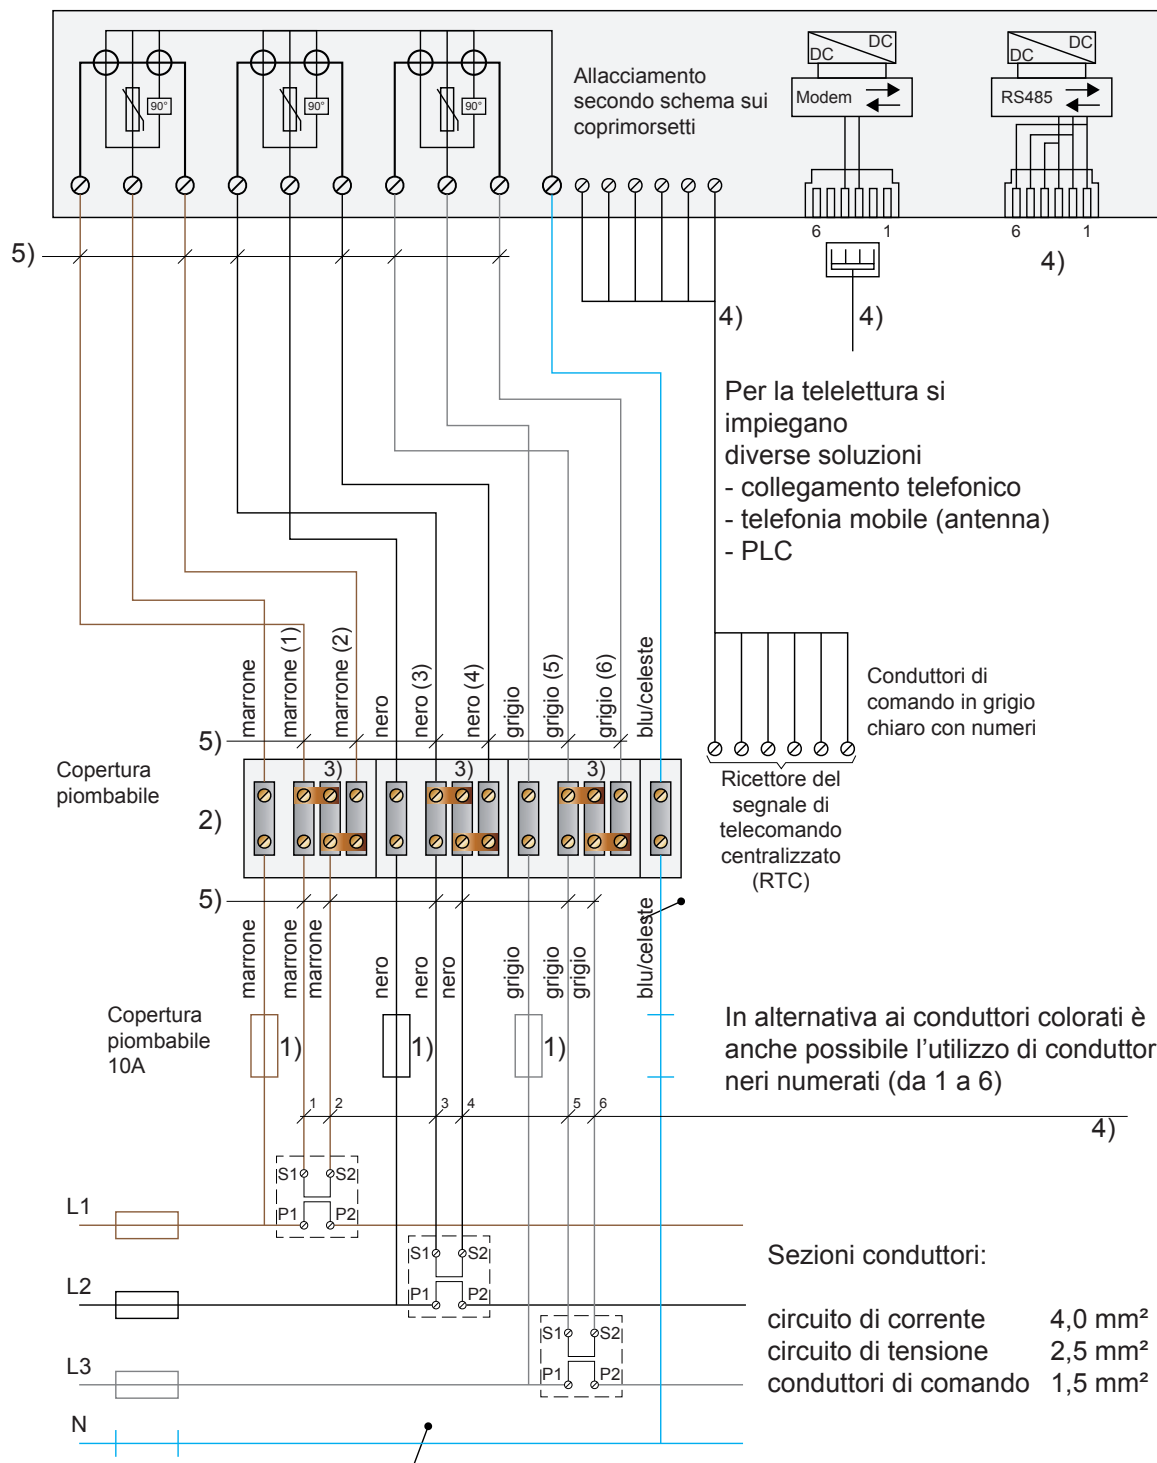 DC DC
DC DC
Allacciamento
secondo schema sui
coprimorsetti
Modem
RS485
90° 90° 90°
6 1
6 1
5)
4)
4)
4)
Per la telelettura si
impiegano
diverse soluzioni
- collegamento telefonico
- telefonia mobile (antenna)
- PLC
marrone
marrone (1)
marrone (2)
nero
nero (3)
nero (4)
grigio
grigio (5)
grigio (6)
blu/celeste
Conduttori di
comando in grigio
chiaro con numeri
5)
Copertura
piombabile
3) 3) 3)
2)
Ricettore del
segnale di
telecomando
centralizzato
(RTC)
5)
marrone
marrone
marrone
nero
nero
nero
grigio
grigio
grigio
blu/celeste
Copertura
piombabile
10A
1) 1) 1)
In alternativa ai conduttori colorati è
anche possibile l'utilizzo di conduttor
neri numerati (da 1 a 6)
1 2 3 4 5 6
4)
S1 S2
P1 P2
L1
S1 S2
P1 P2
L2
S1 S2
P1 P2
L3
N
Sezioni conduttori:
circuito di corrente 4,0 mm²
circuito di tensione 2,5 mm²
conduttori di comando 1,5 mm²